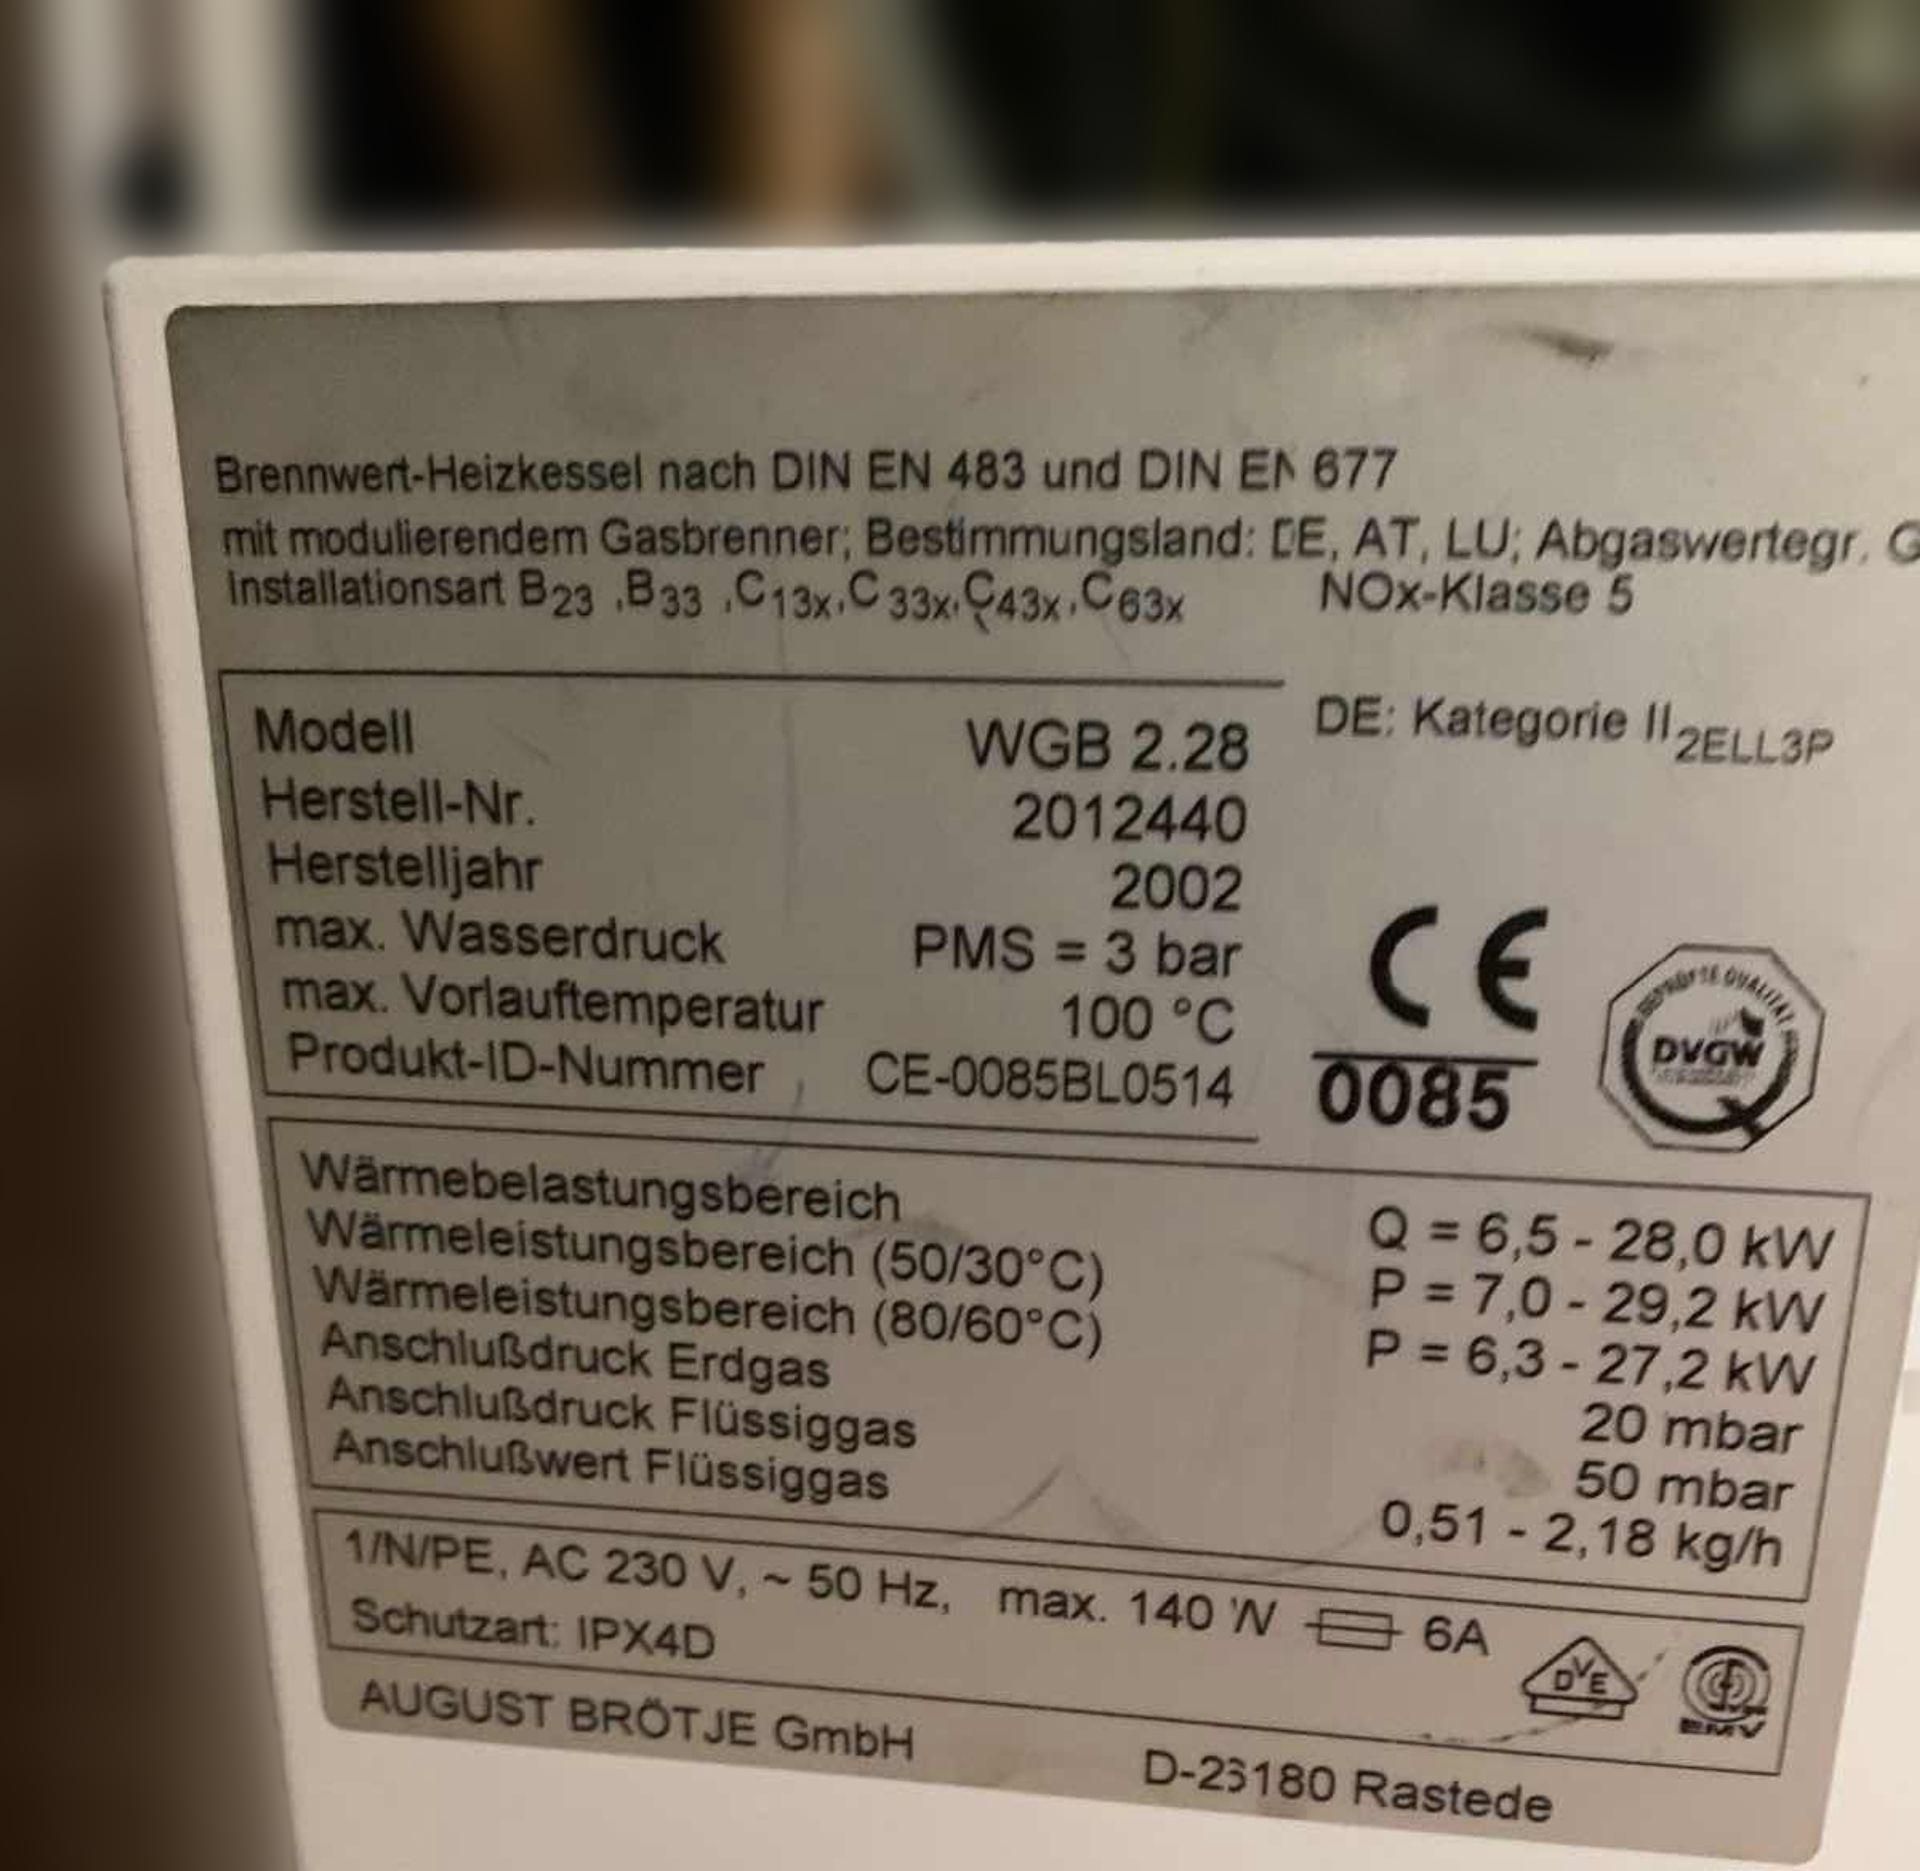 Brennwert-Heizkessel nach DIN EN 483 und DIN EN 677
mit modulierendem Gasbrenner; Bestimmungsland: DE, AT, LU; Abgaswertegr. G
Installationsart B23 ,B33 ,C13x,C33x,C43x,C63x NOx-Klasse 5
DE: Kategorie II2ELL3P
Modell WGB 2.28
Herstell-Nr. 2012440
Herstelljahr 2002
max. Wasserdruck PMS = 3 bar
max. Vorlauftemperatur 100 °C
Produkt-ID-Nummer CE-0085BL0514
CE
0085
GEPRÜFTE QUALITÄT
DVGW
Wärmebelastungsbereich Q = 6,5 - 28,0 kW
Wärmeleistungsbereich (50/30°C) P = 7,0 - 29,2 kW
Wärmeleistungsbereich (80/60°C) P = 6,3 - 27,2 kW
Anschlußdruck Erdgas 20 mbar
Anschlußdruck Flüssiggas 50 mbar
Anschlußwert Flüssiggas 0,51 - 2,18 kg/h
1/N/PE, AC 230 V, ~ 50 Hz, max. 140 W 6A
Schutzart: IPX4D
DVE
EMV
AUGUST BRÖTJE GmbH D-26180 Rastede